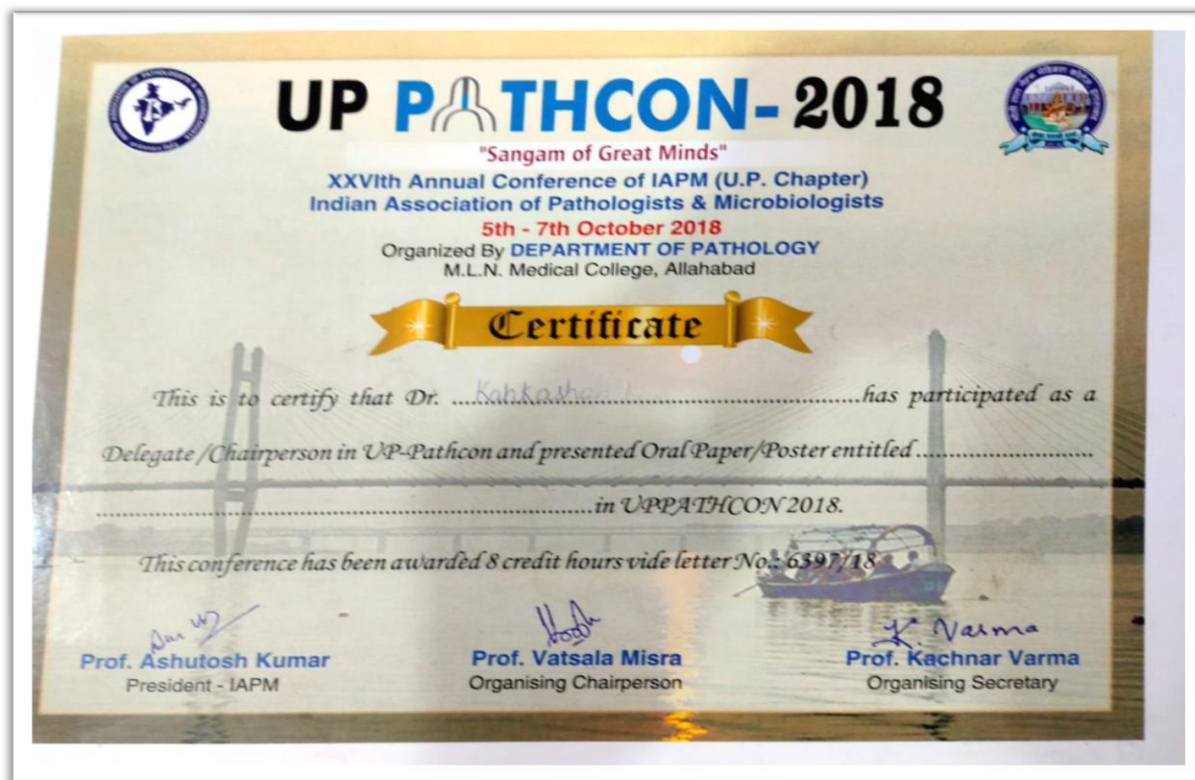 UP PATHCON- 2018
"Sangam of Great Minds"
XXVIth Annual Conference of IAPM (U.P. Chapter)
Indian Association of Pathologists & Microbiologists
5th - 7th October 2018
Organized By DEPARTMENT OF PATHOLOGY
M.L.N. Medical College, Allahabad
Certificate
This is to certify that Dr. Kahkashan has participated as a
Delegate/Chairperson in UP-Pathcon and presented Oral Paper/Poster entitled
in UPPATHCON 2018.
This conference has been awarded 8 credit hours vide letter No.: 6397/18
K. Varma
Prof. Ashutosh Kumar Prof. Vatsala Misra Prof. Kachnar Varma
President - IAPM Organising Chairperson Organising Secretary